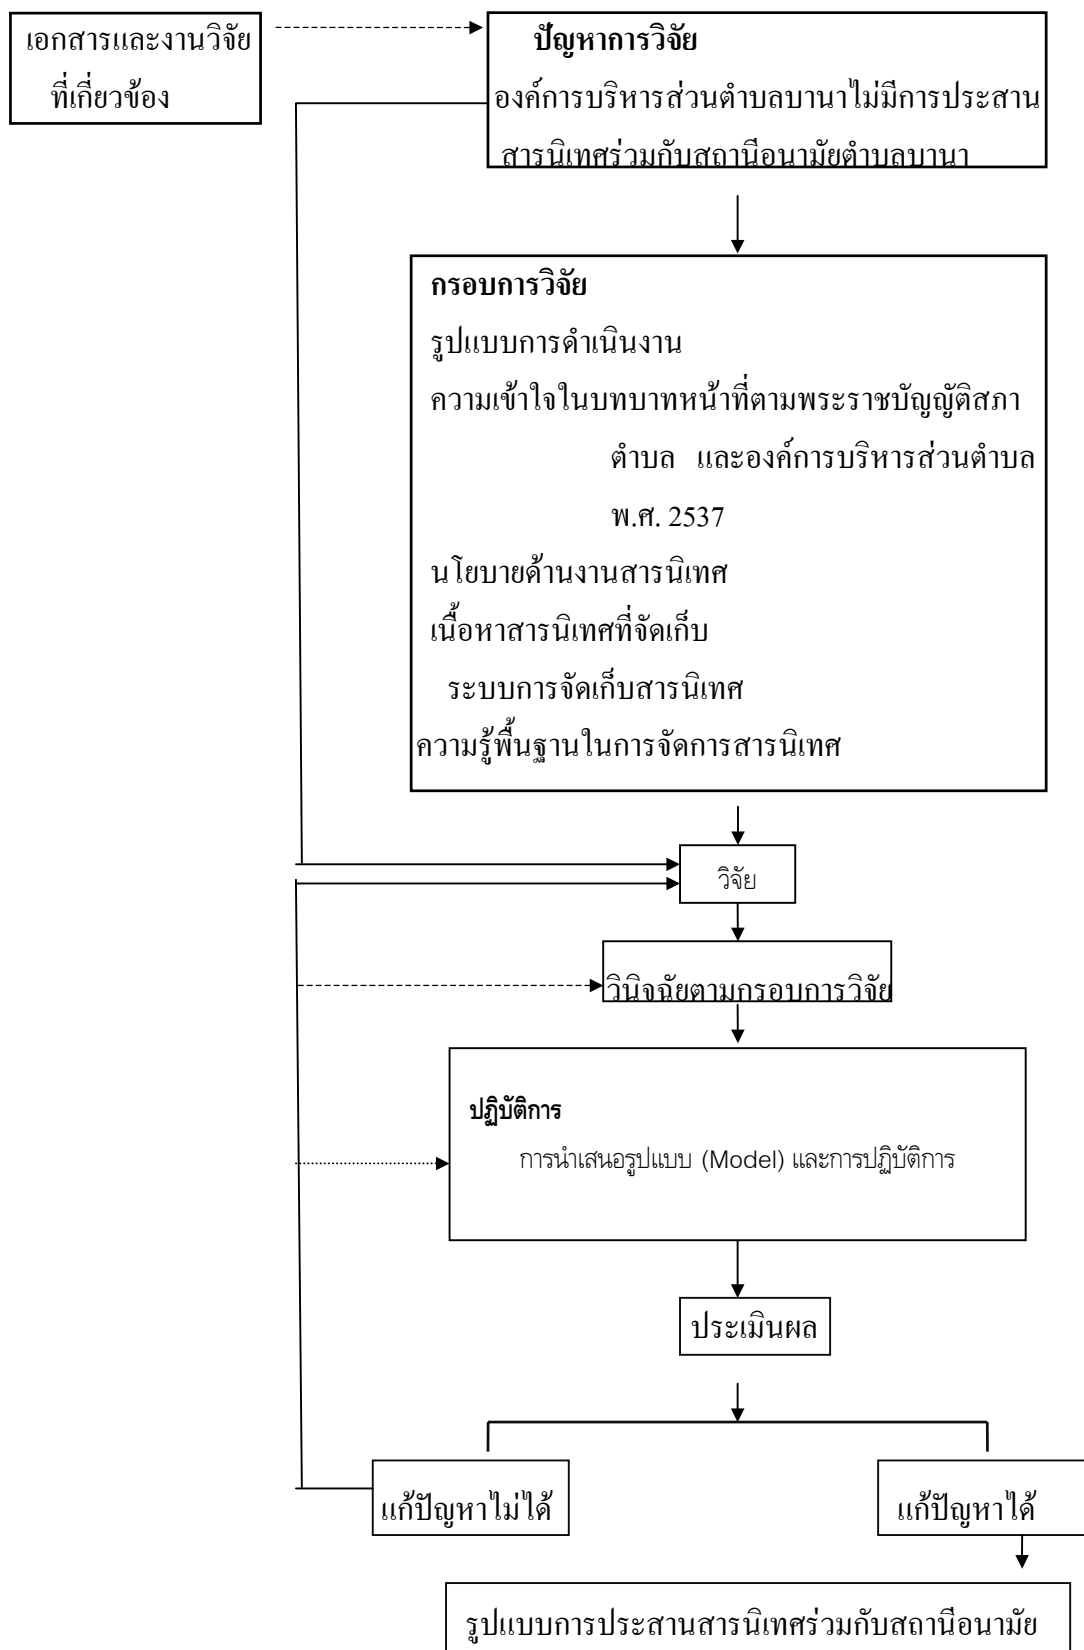 เอกสารและงานวิจัย
ที่เกี่ยวข้อง
ปัญหาการวิจัย
องค์การบริหารส่วนตำบลบานาไม่มีการประสาน
สารนิเทศร่วมกับสถานีอนามัยตำบลบานา
กรอบการวิจัย
รูปแบบการดำเนินงาน
ความเข้าใจในบทบาทหน้าที่ตามพระราชบัญญัติสภา
ตำบล และองค์การบริหารส่วนตำบล
พ.ศ. 2537
นโยบายด้านงานสารนิเทศ
เนื้อหาสารนิเทศที่จัดเก็บ
ระบบการจัดเก็บสารนิเทศ
ความรู้พื้นฐานในการจัดการสารนิเทศ
วิจัย
วินิจฉัยตามกรอบการวิจัย
ปฏิบัติการ
การนำเสนอรูปแบบ (Model) และการปฏิบัติการ
ประเมินผล
แก้ปัญหาไม่ได้
แก้ปัญหาได้
รูปแบบการประสานสารนิเทศร่วมกับสถานีอนามัย